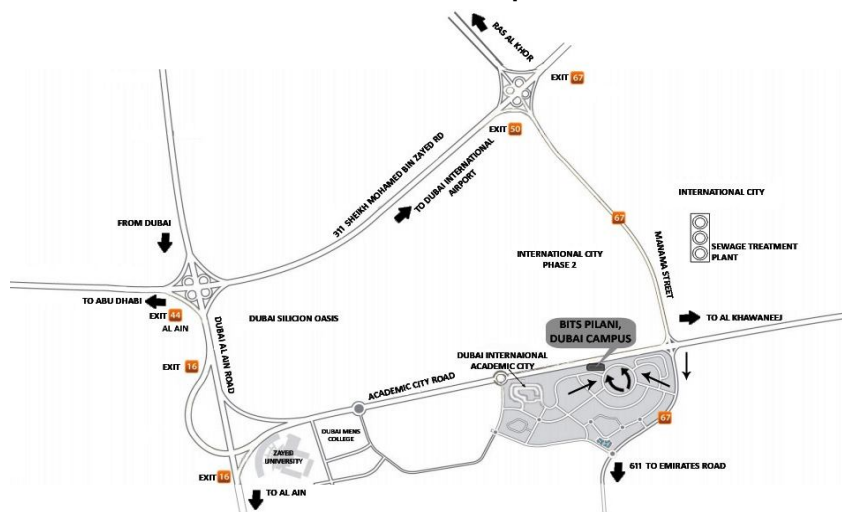 RAS AL KHOR
EXIT 67
EXIT 50
311 SHEIKH MOHAMED BIN ZAYED RD
TO DUBAI INTERNATIONAL
AIRPORT
67
INTERNATIONAL CITY
SEWAGE TREATMENT
PLANT
FROM DUBAI
INTERNATIONAL CITY
PHASE 2
MANAMA STREET
TO ABU DHABI
EXIT 44
AL AIN
DUBAI SILICION OASIS
TO AL KHAWANEEJ
BITS PILANI,
DUBAI CAMPUS
DUBAI AL AIN ROAD
EXIT 16
DUBAI INTERNAIONAL
ACADEMIC CITY
ACADEMIC CITY ROAD
67
DUBAI MENS
COLLEGE
ZAYED
UNIVERSITY
EXIT 16
TO AL AIN
611 TO EMIRATES ROAD